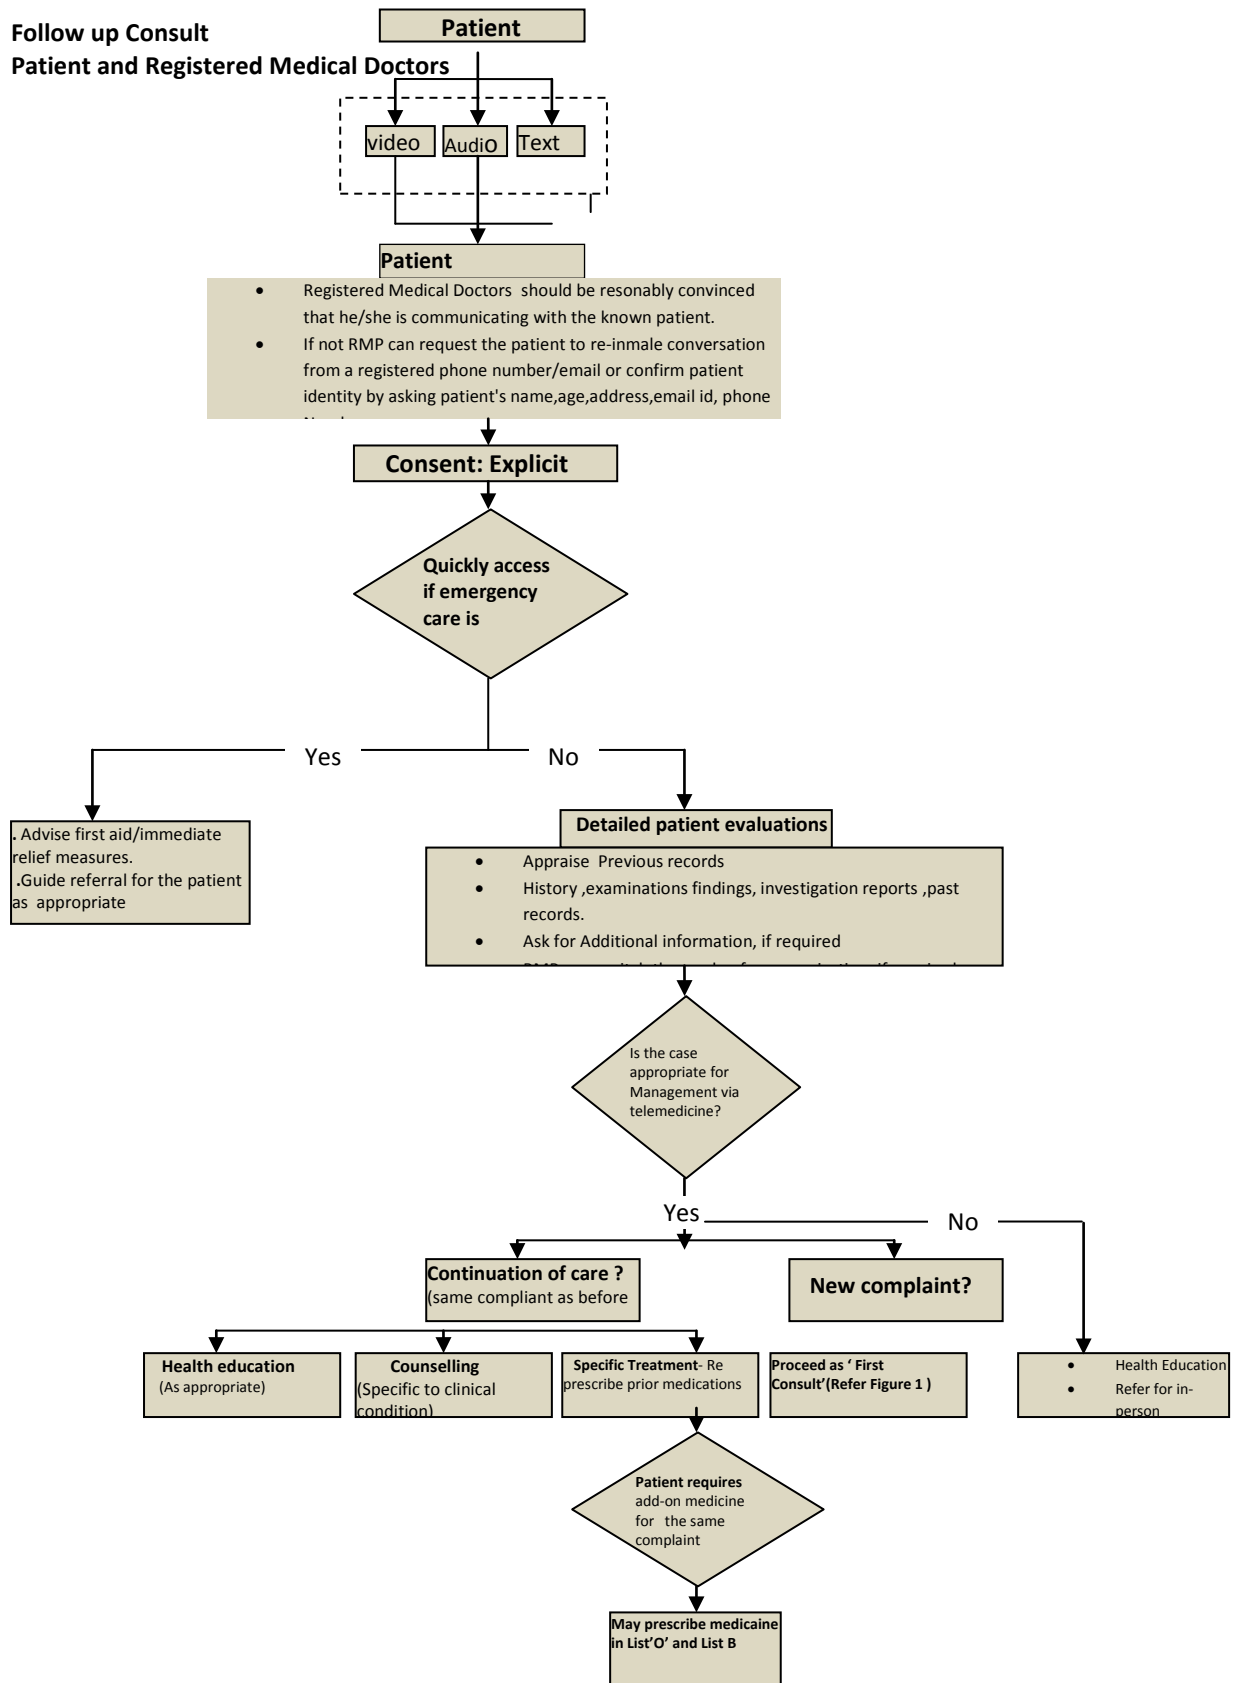 Follow up Consult
Patient and Registered Medical Doctors
Patient
video
Audio
Text
Patient
• Registered Medical Doctors should be resonably convinced
that he/she is communicating with the known patient.
• If not RMP can request the patient to re-inmale conversation
from a registered phone number/email or confirm patient
identity by asking patient's name,age,address,email id, phone
Consent: Explicit
Quickly access
if emergency
care is
Yes
No
. Advise first aid/immediate
relief measures.
.Guide referral for the patient
as appropriate
Detailed patient evaluations
• Appraise Previous records
• History ,examinations findings, investigation reports ,past
records.
• Ask for Additional information, if required
Is the case
appropriate for
Management via
telemedicine?
Yes
No
Continuation of care ?
(same compliant as before
New complaint?
Health education
(As appropriate)
Counselling
(Specific to clinical
condition)
Specific Treatment- Re
prescribe prior medications
Proceed as ‘ First
Consult’(Refer Figure 1 )
• Health Education
• Refer for in-
person
Patient requires
add-on medicine
for the same
complaint
May prescribe medicaine
in List’O’ and List B